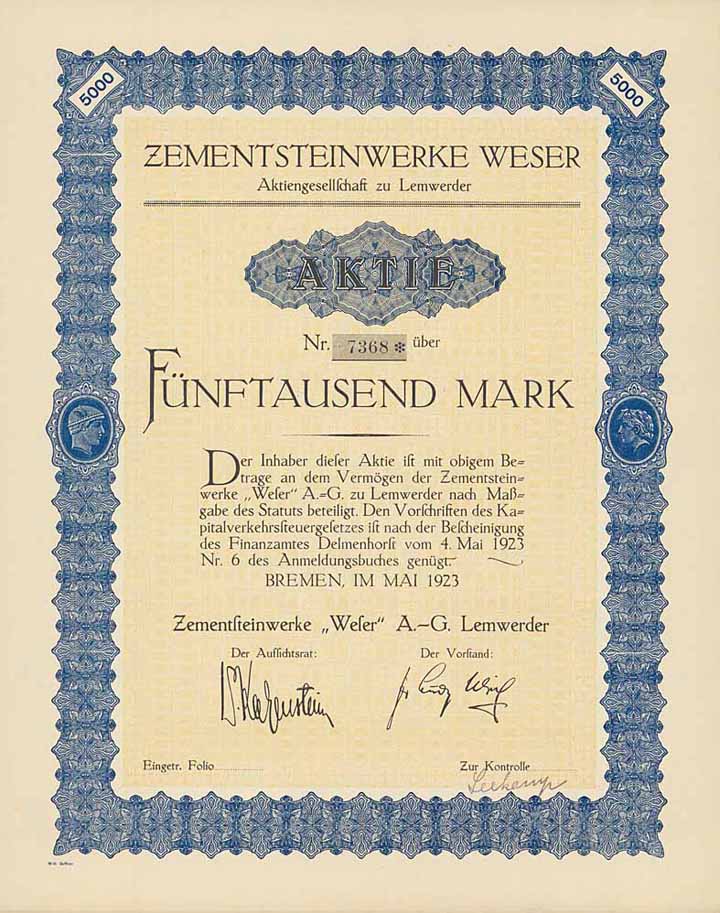 5000
5000
ZEMENTSTEINWERKE WESER
Aktiengeſellſchaft zu Lemwerder
AKTIE
Nr. 7368 * über
FÜNFTAUSEND MARK
Der Inhaber dieſer Aktie iſt mit obigem Be=
trage an dem Vermögen der Zementſtein=
werke „Weſer" A.=G. zu Lemwerder nach Maß=
gabe des Statuts beteiligt. Den Vorſchriften des Ka=
pitalverkehrsſteuergeſetzes iſt nach der Beſcheinigung
des Finanzamtes Delmenhorſt vom 4. Mai 1923
Nr. 6 des Anmeldungsbuches genügt.
BREMEN, IM MAI 1923
Zementſteinwerke „Weſer" A.–G. Lemwerder
Der Auſſichtsrat: Der Vorſtand:
Eingetr. Folio Zur Kontrolle